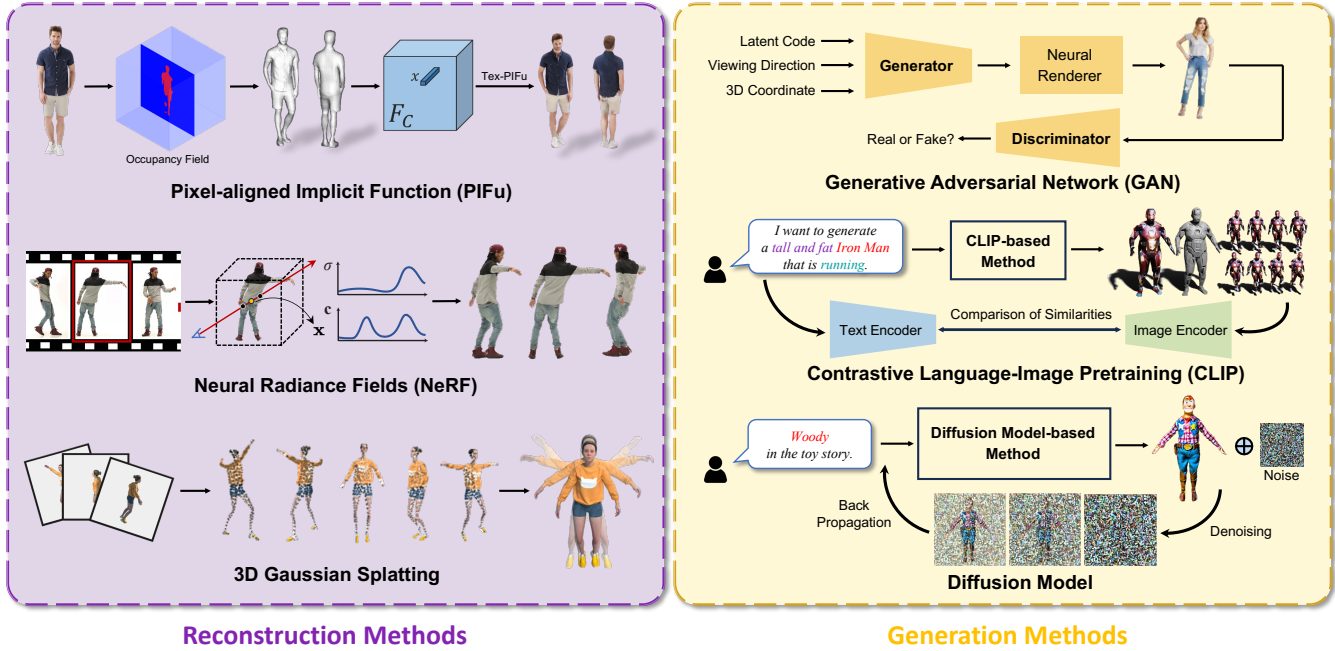 Occupancy Field
x
F_C
Tex-PIFu
Pixel-aligned Implicit Function (PIFu)
σ
c
x
Neural Radiance Fields (NeRF)
3D Gaussian Splatting
Reconstruction Methods
Latent Code
Viewing Direction
3D Coordinate
Generator
Neural
Renderer
Real or Fake?
Discriminator
Generative Adversarial Network (GAN)
I want to generate
a tall and fat Iron Man
that is running.
CLIP-based
Method
Text Encoder
Comparison of Similarities
Image Encoder
Contrastive Language-Image Pretraining (CLIP)
Woody
in the toy story.
Diffusion Model-based
Method
Noise
Back
Propagation
Denoising
Diffusion Model
Generation Methods